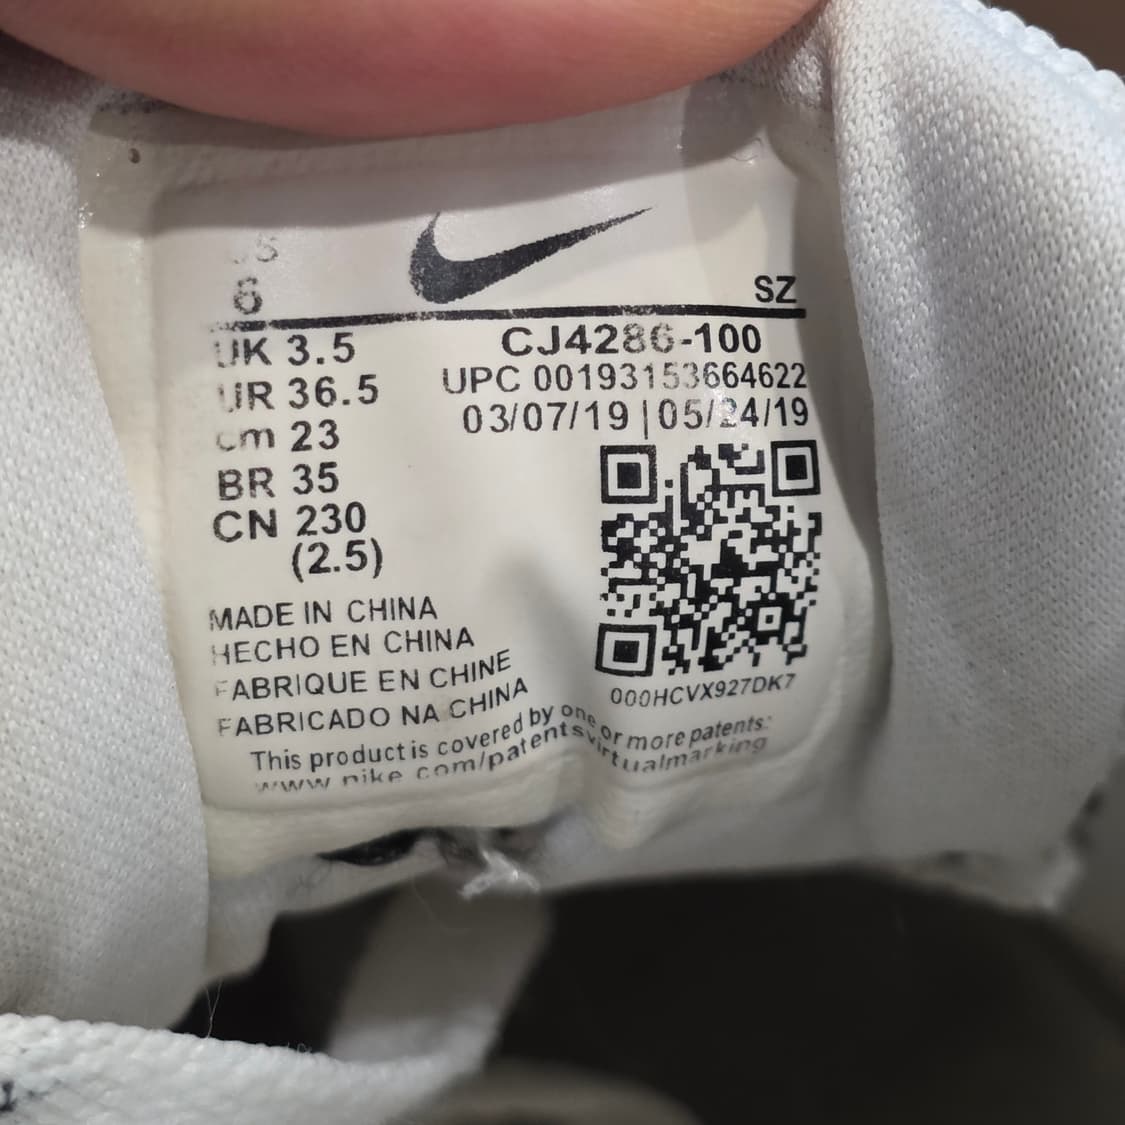 US
6
SZ
UK 3.5
UR 36.5
cm 23
BR 35
CN 230
(2.5)
CJ4286-100
UPC 00193153664622
03/07/19 | 05/24/19
MADE IN CHINA
HECHO EN CHINA
FABRIQUE EN CHINE
FABRICADO NA CHINA
000HCVX927DK7
This product is covered by one or more patents:
www.nike.com/patentsvirtualmarking